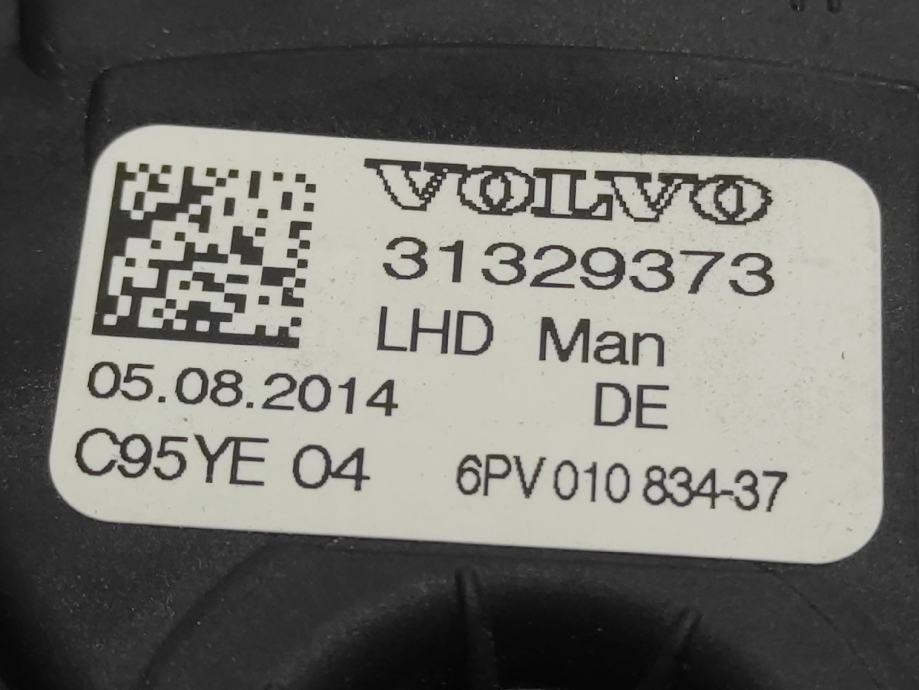 VOLVO
31329373
LHD Man
05.08.2014 DE
C95YE 04 6PV 010 834-37